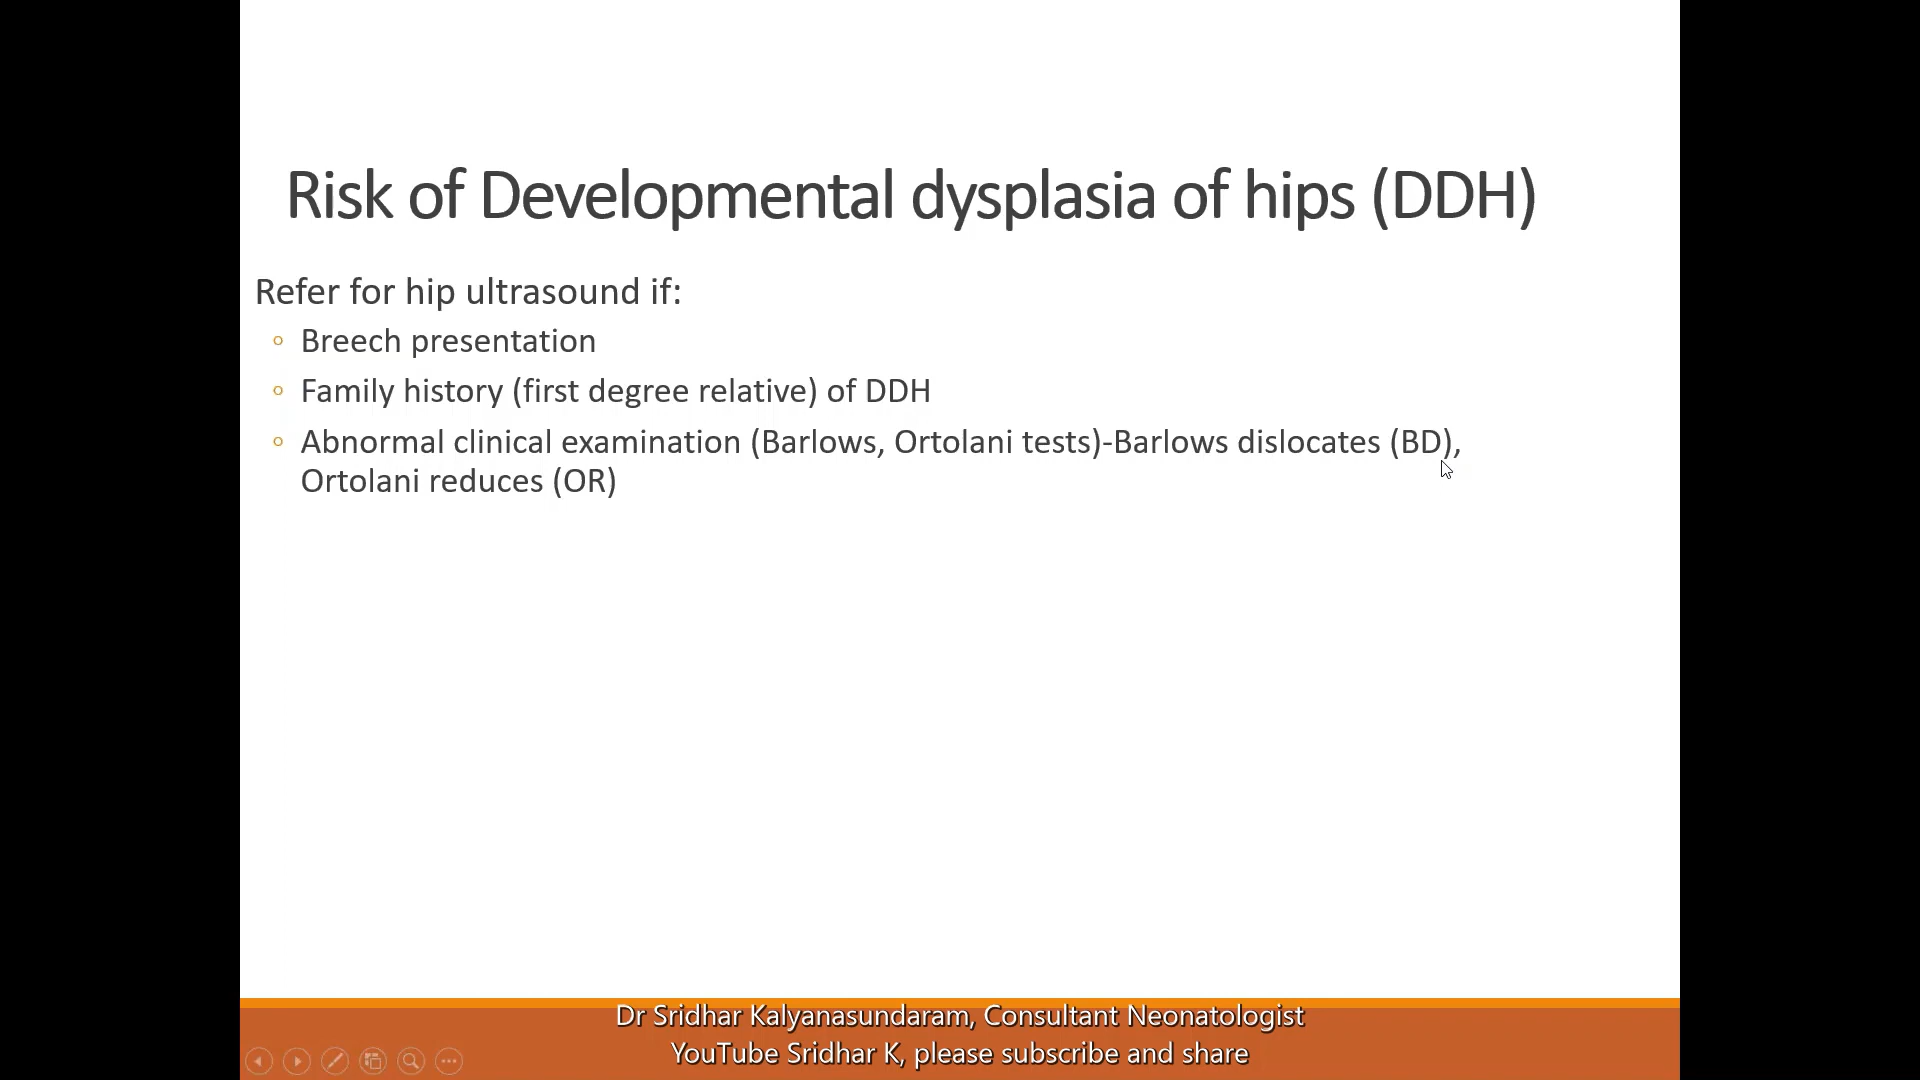 Risk of Developmental dysplasia of hips (DDH)
Refer for hip ultrasound if:
Breech presentation
Family history (first degree relative) of DDH
Abnormal clinical examination (Barlows, Ortolani tests)-Barlows dislocates (BD),
Ortolani reduces (OR)
Dr Sridhar Kalyanasundaram, Consultant Neonatologist
YouTube Sridhar K, please subscribe and share